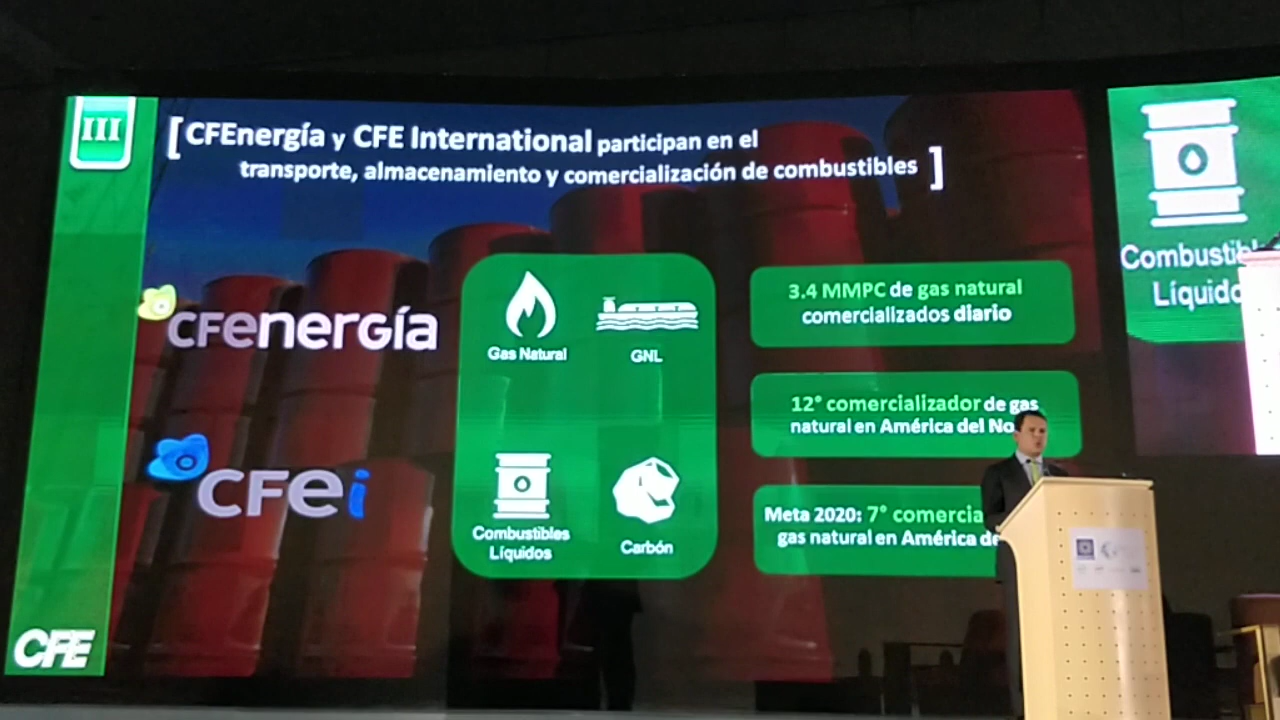 III
[CFEnergía y CFE International participan en el
transporte, almacenamiento y comercialización de combustibles]
cfenergía
cfei
Gas Natural
GNL
Combustibles
Líquidos
Carbón
3.4 MMPC de gas natural
comercializados diario
12° comercializador de gas
natural en América del No
Meta 2020: 7° comercia
gas natural en América de
CFE
Combustibl
Líquido